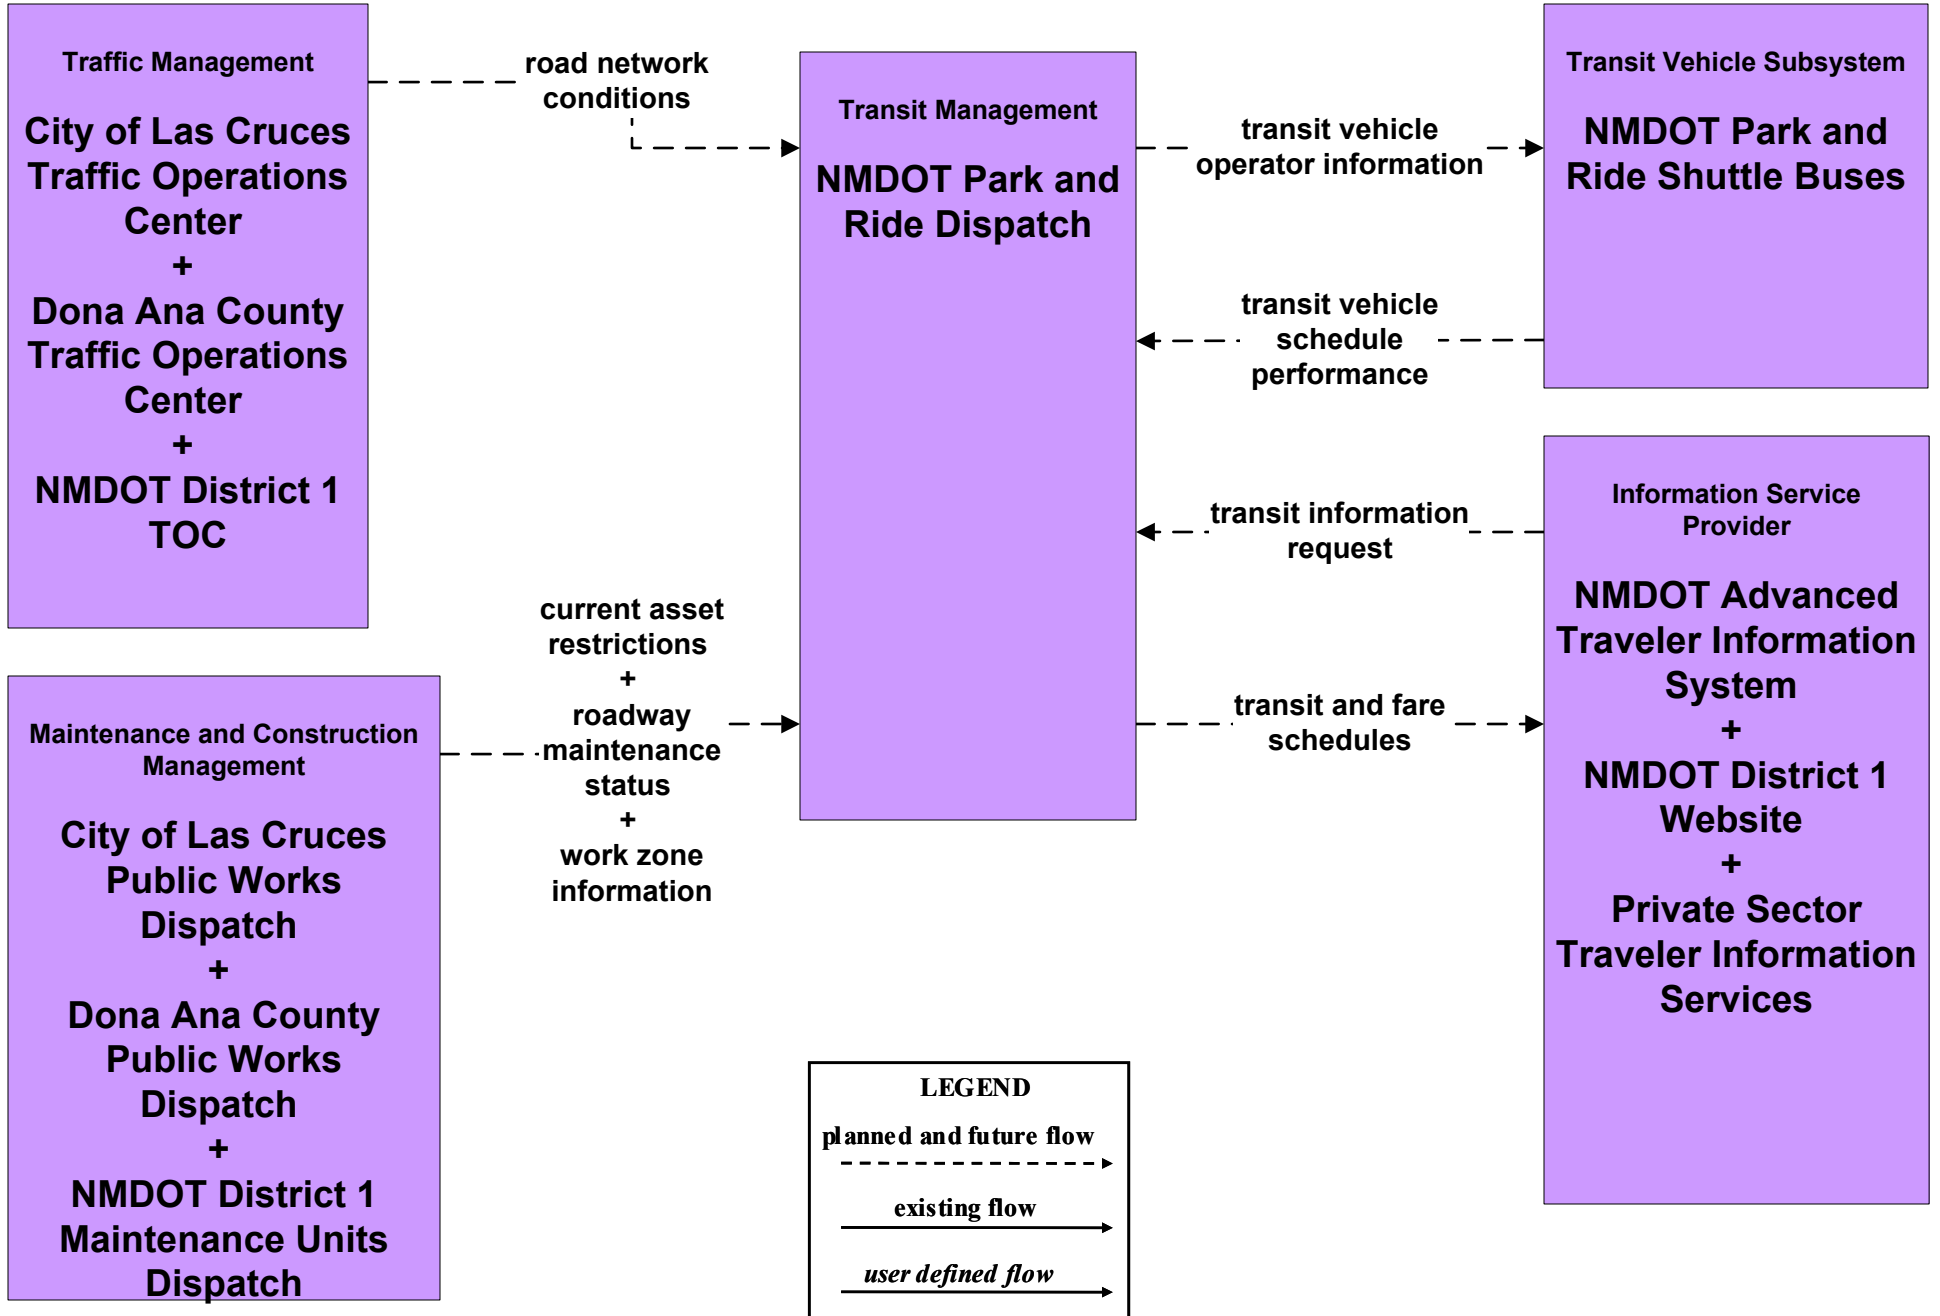 Traffic Management
City of Las Cruces
Traffic Operations
Center
+
Dona Ana County
Traffic Operations
Center
+
NMDOT District 1
TOC
road network
conditions
Transit Management
NMDOT Park and
Ride Dispatch
transit vehicle
operator information
Transit Vehicle Subsystem
NMDOT Park and
Ride Shuttle Buses
transit vehicle
schedule
performance
transit information
request
transit and fare
schedules
Information Service
Provider
NMDOT Advanced
Traveler Information
System
+
NMDOT District 1
Website
+
Private Sector
Traveler Information
Services
Maintenance and Construction
Management
City of Las Cruces
Public Works
Dispatch
+
Dona Ana County
Public Works
Dispatch
+
NMDOT District 1
Maintenance Units
Dispatch
current asset
restrictions
+
roadway
maintenance
status
+
work zone
information
LEGEND
planned and future flow
existing flow
user defined flow